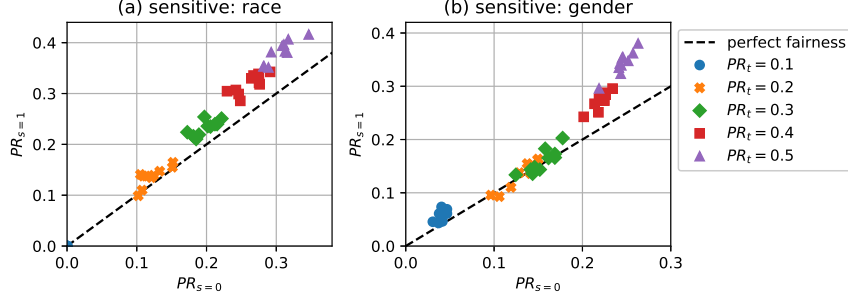 (a) sensitive: race
0.4
0.3
0.2
0.1
0.0
PR_{s=1}
0.0
0.1
0.2
0.3
PR_{s=0}
(b) sensitive: gender
0.4
0.3
0.2
0.1
0.0
PR_{s=1}
0.0
0.1
0.2
0.3
PR_{s=0}
perfect fairness
PR_t = 0.1
PR_t = 0.2
PR_t = 0.3
PR_t = 0.4
PR_t = 0.5